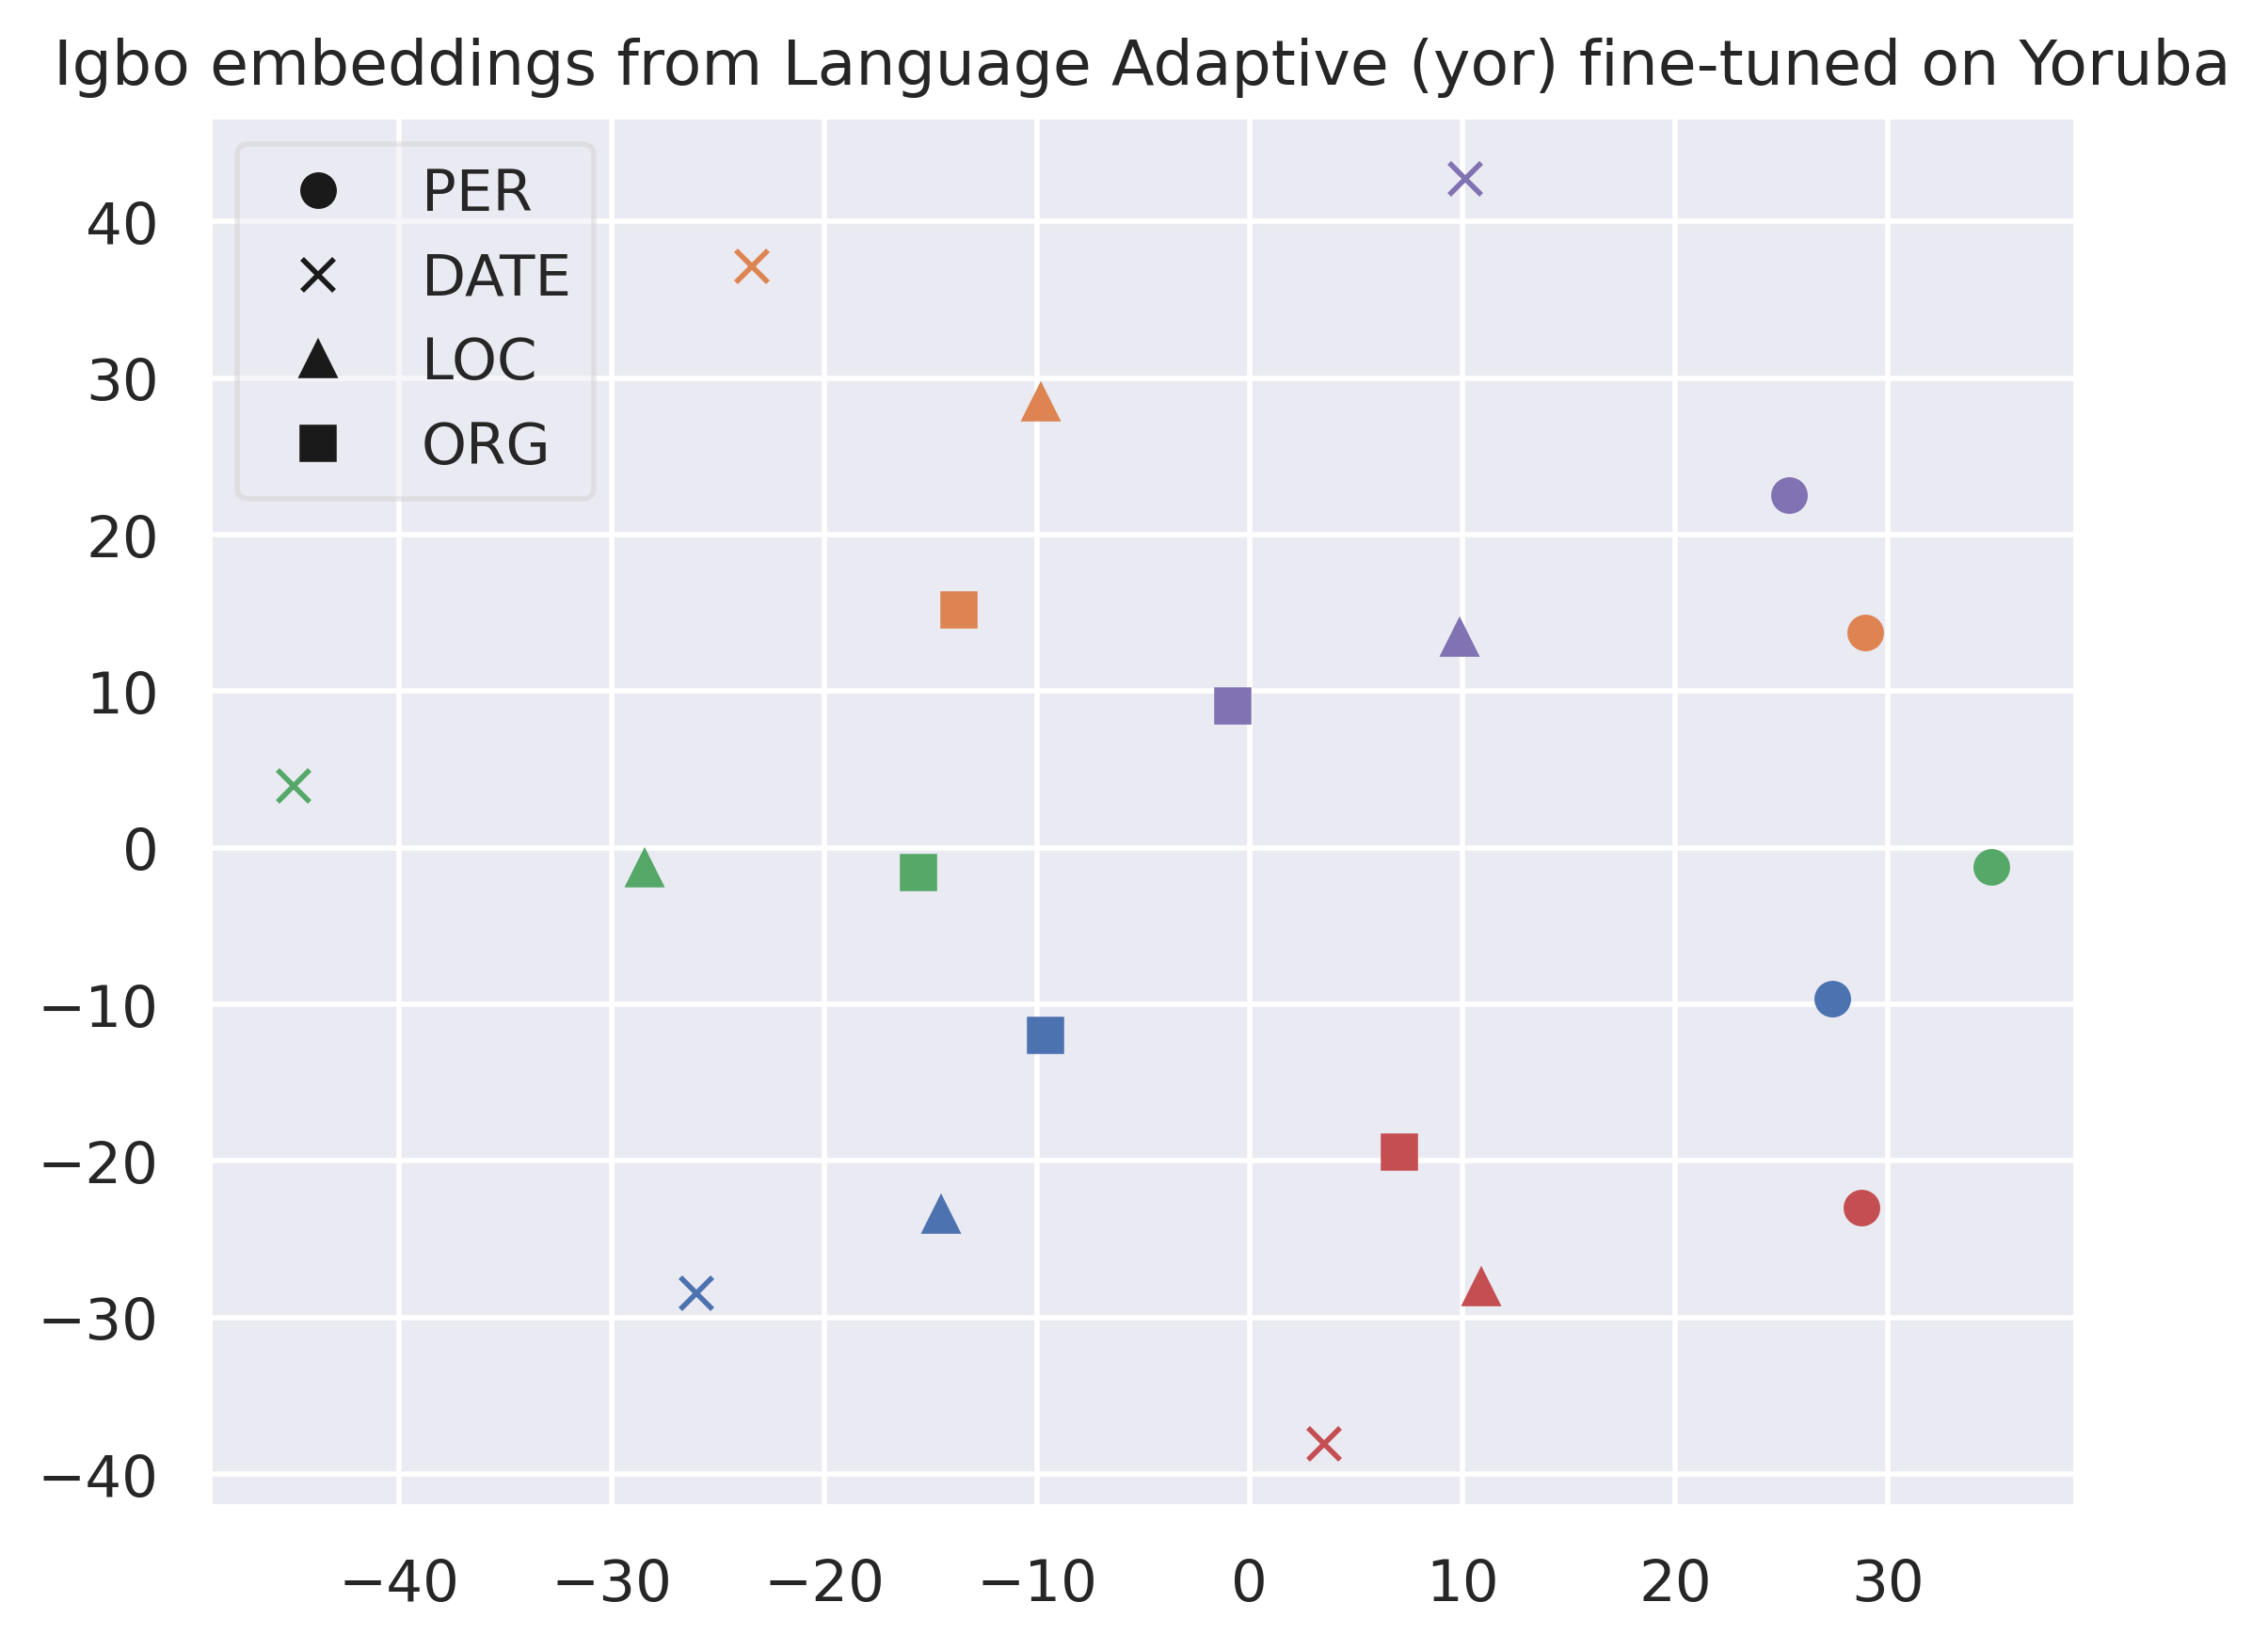 Igbo embeddings from Language Adaptive (yor) fine-tuned on Yoruba
PER
DATE
LOC
ORG
40
30
20
10
0
−10
−20
−30
−40
−40 −30 −20 −10 0 10 20 30